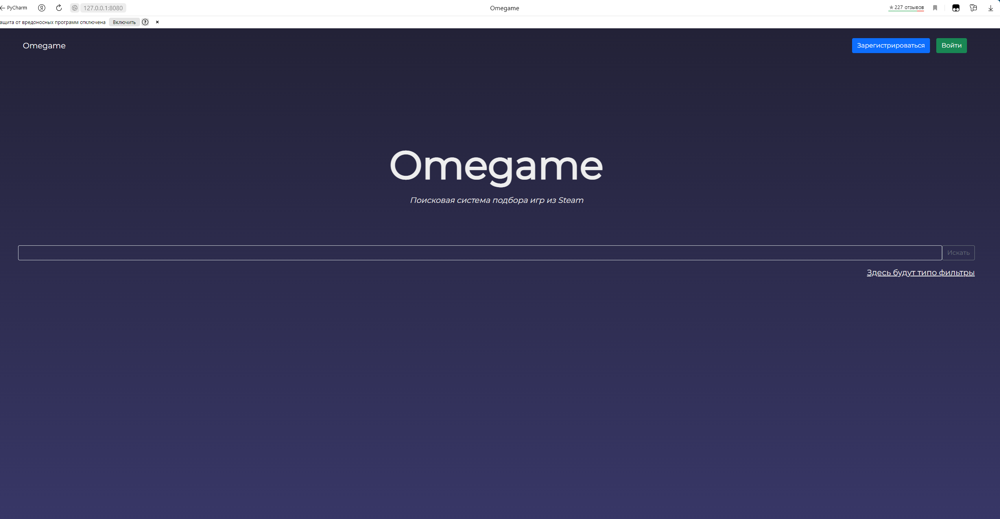 PyCharm
127.0.0.1:8080
Omegame
227 отзывов
ащита от вредоносных программ отключена Включить
Omegame
Зарегистрироваться
Войти
Omegame
Поисковая система подбора игр из Steam
Искать
Здесь будут типо фильтры